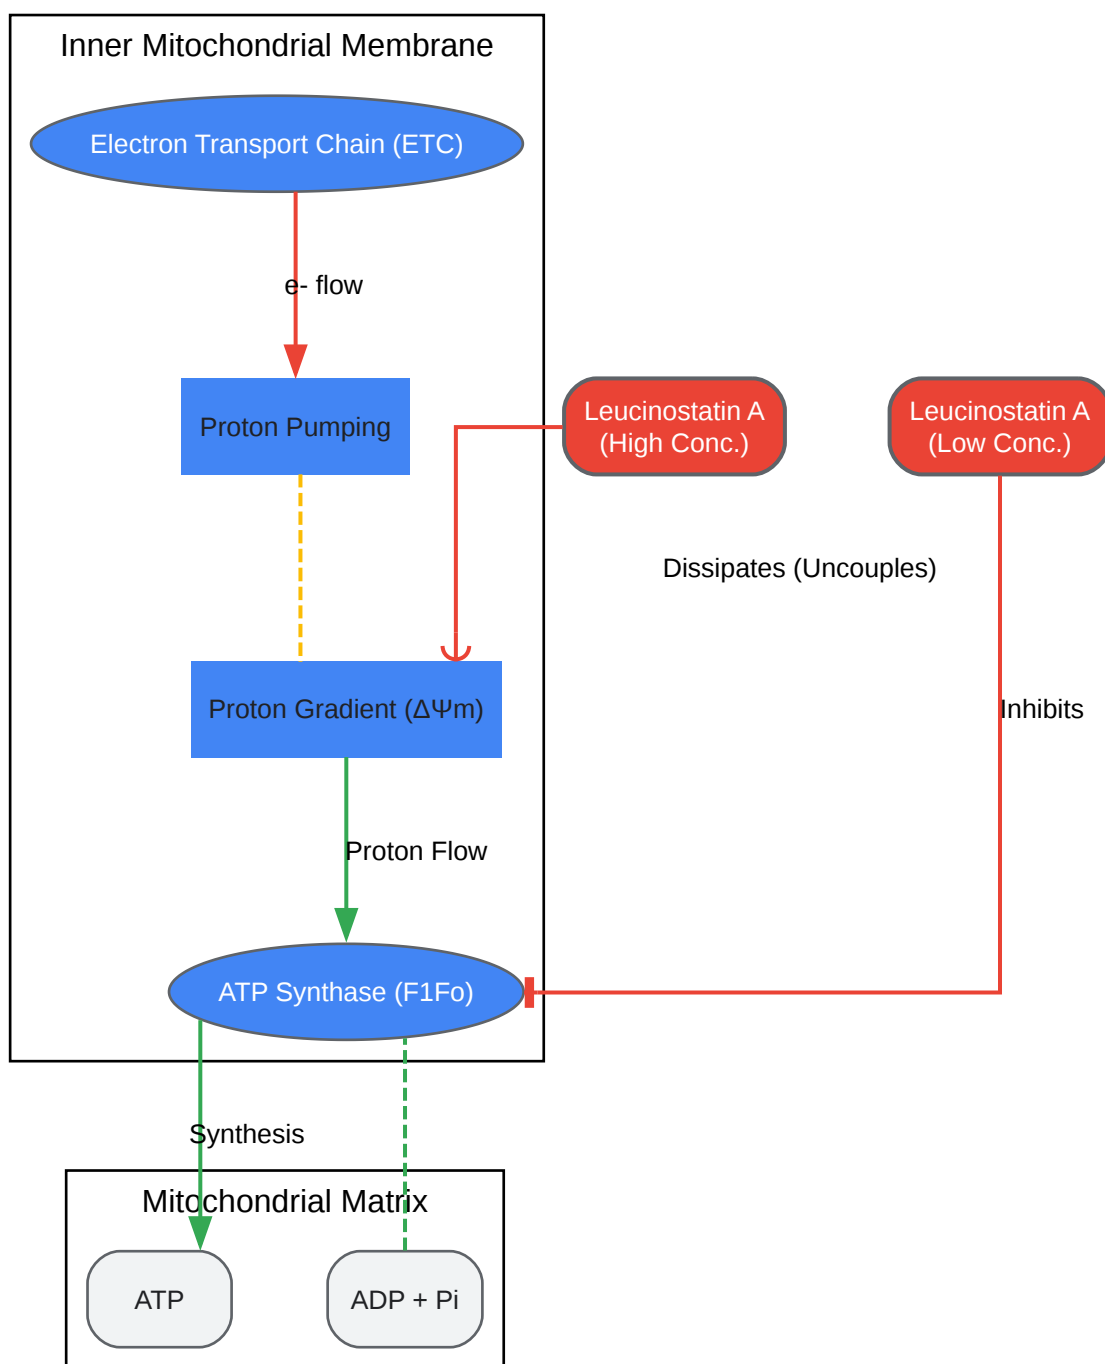 Inner Mitochondrial Membrane
Electron Transport Chain (ETC)
e- flow
Proton Pumping
Leucinostatin A
(High Conc.)
Leucinostatin A
(Low Conc.)
Dissipates (Uncouples)
Proton Gradient (ΔΨm)
Inhibits
Proton Flow
ATP Synthase (F1Fo)
Synthesis
Mitochondrial Matrix
ATP
ADP + Pi